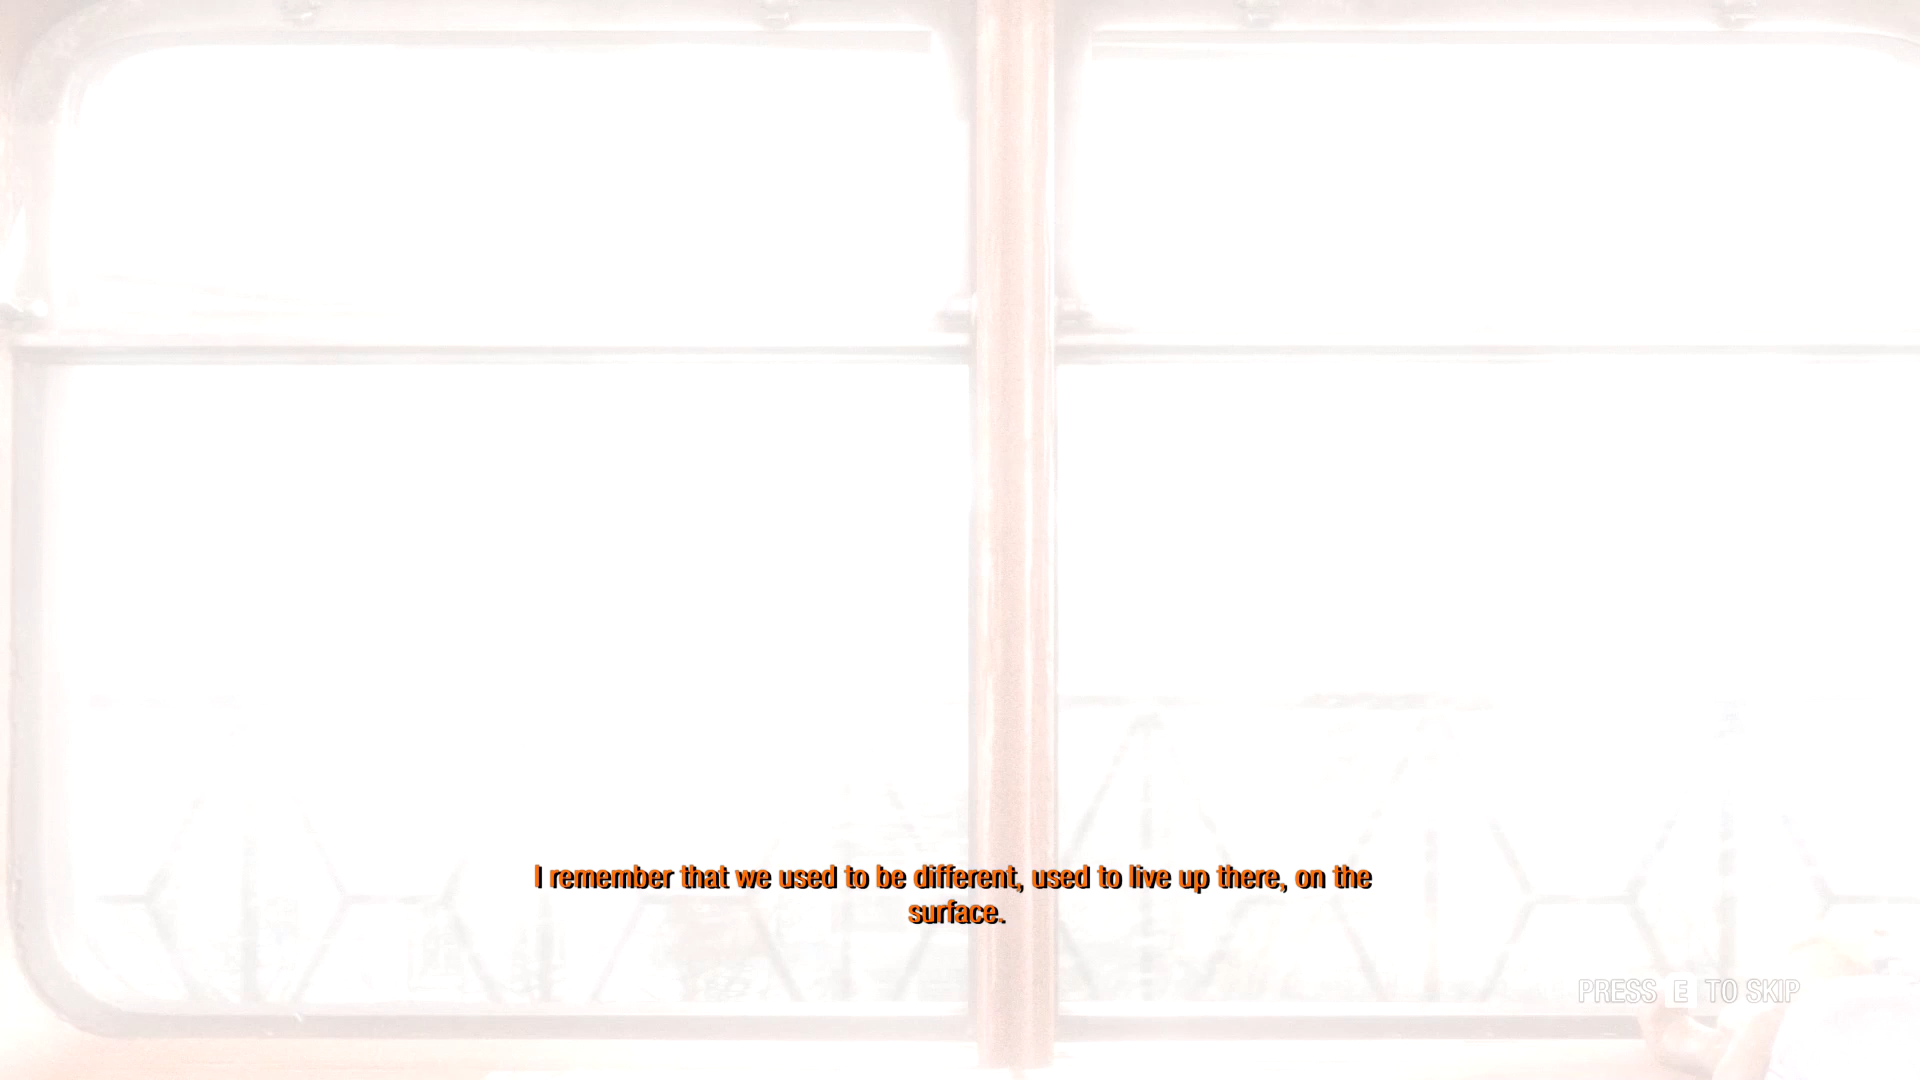 I remember that we used to be different, used to live up there, on the
surface.
PRESS E TO SKIP